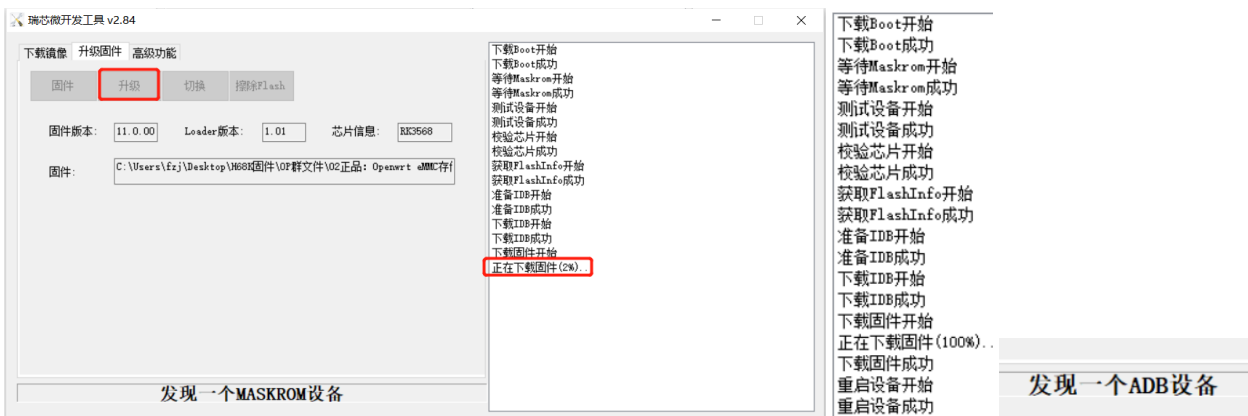 瑞芯微开发工具 v2.84
下载镜像 升级固件 高级功能
固件 升级 切换 擦除Flash
固件版本: 11.0.00 Loader版本: 1.01 芯片信息: RK3568
固件: C:\Users\fzj\Desktop\H68K固件\OP群文件\02正品: Openwrt eMMC存
发现一个MASKROM设备
下载Boot开始
下载Boot成功
等待Maskrom开始
等待Maskrom成功
测试设备开始
测试设备成功
校验芯片开始
校验芯片成功
获取FlashInfo开始
获取FlashInfo成功
准备IDB开始
准备IDB成功
下载IDB开始
下载IDB成功
下载固件开始
正在下载固件(2%)..
下载Boot开始
下载Boot成功
等待Maskrom开始
等待Maskrom成功
测试设备开始
测试设备成功
校验芯片开始
校验芯片成功
获取FlashInfo开始
获取FlashInfo成功
准备IDB开始
准备IDB成功
下载IDB开始
下载IDB成功
下载固件开始
正在下载固件(100%)..
下载固件成功
重启设备开始
重启设备成功
发现一个ADB设备